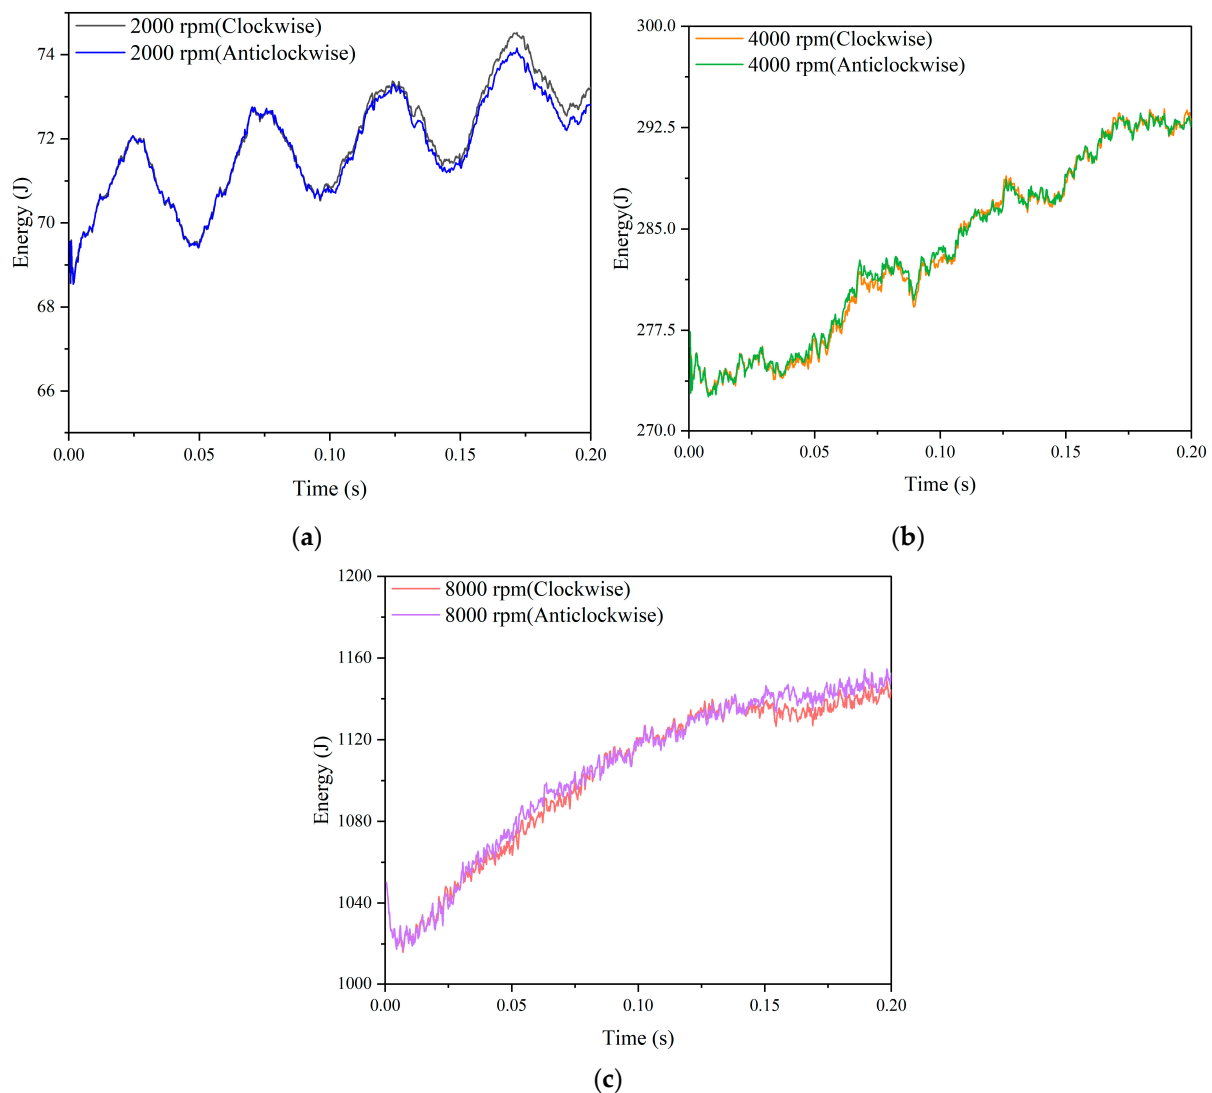 2000 rpm(Clockwise)
2000 rpm(Anticlockwise)
74
72
70
68
66
Energy (J)
0.00 0.05 0.10 0.15 0.20
Time (s)
(a)
300.0
4000 rpm(Clockwise)
4000 rpm(Anticlockwise)
292.5
285.0
277.5
270.0
Energy(J)
0.00 0.05 0.10 0.15 0.20
Time (s)
(b)
1200
8000 rpm(Clockwise)
8000 rpm(Anticlockwise)
1160
1120
1080
1040
1000
Energy (J)
0.00 0.05 0.10 0.15 0.20
Time (s)
(c)